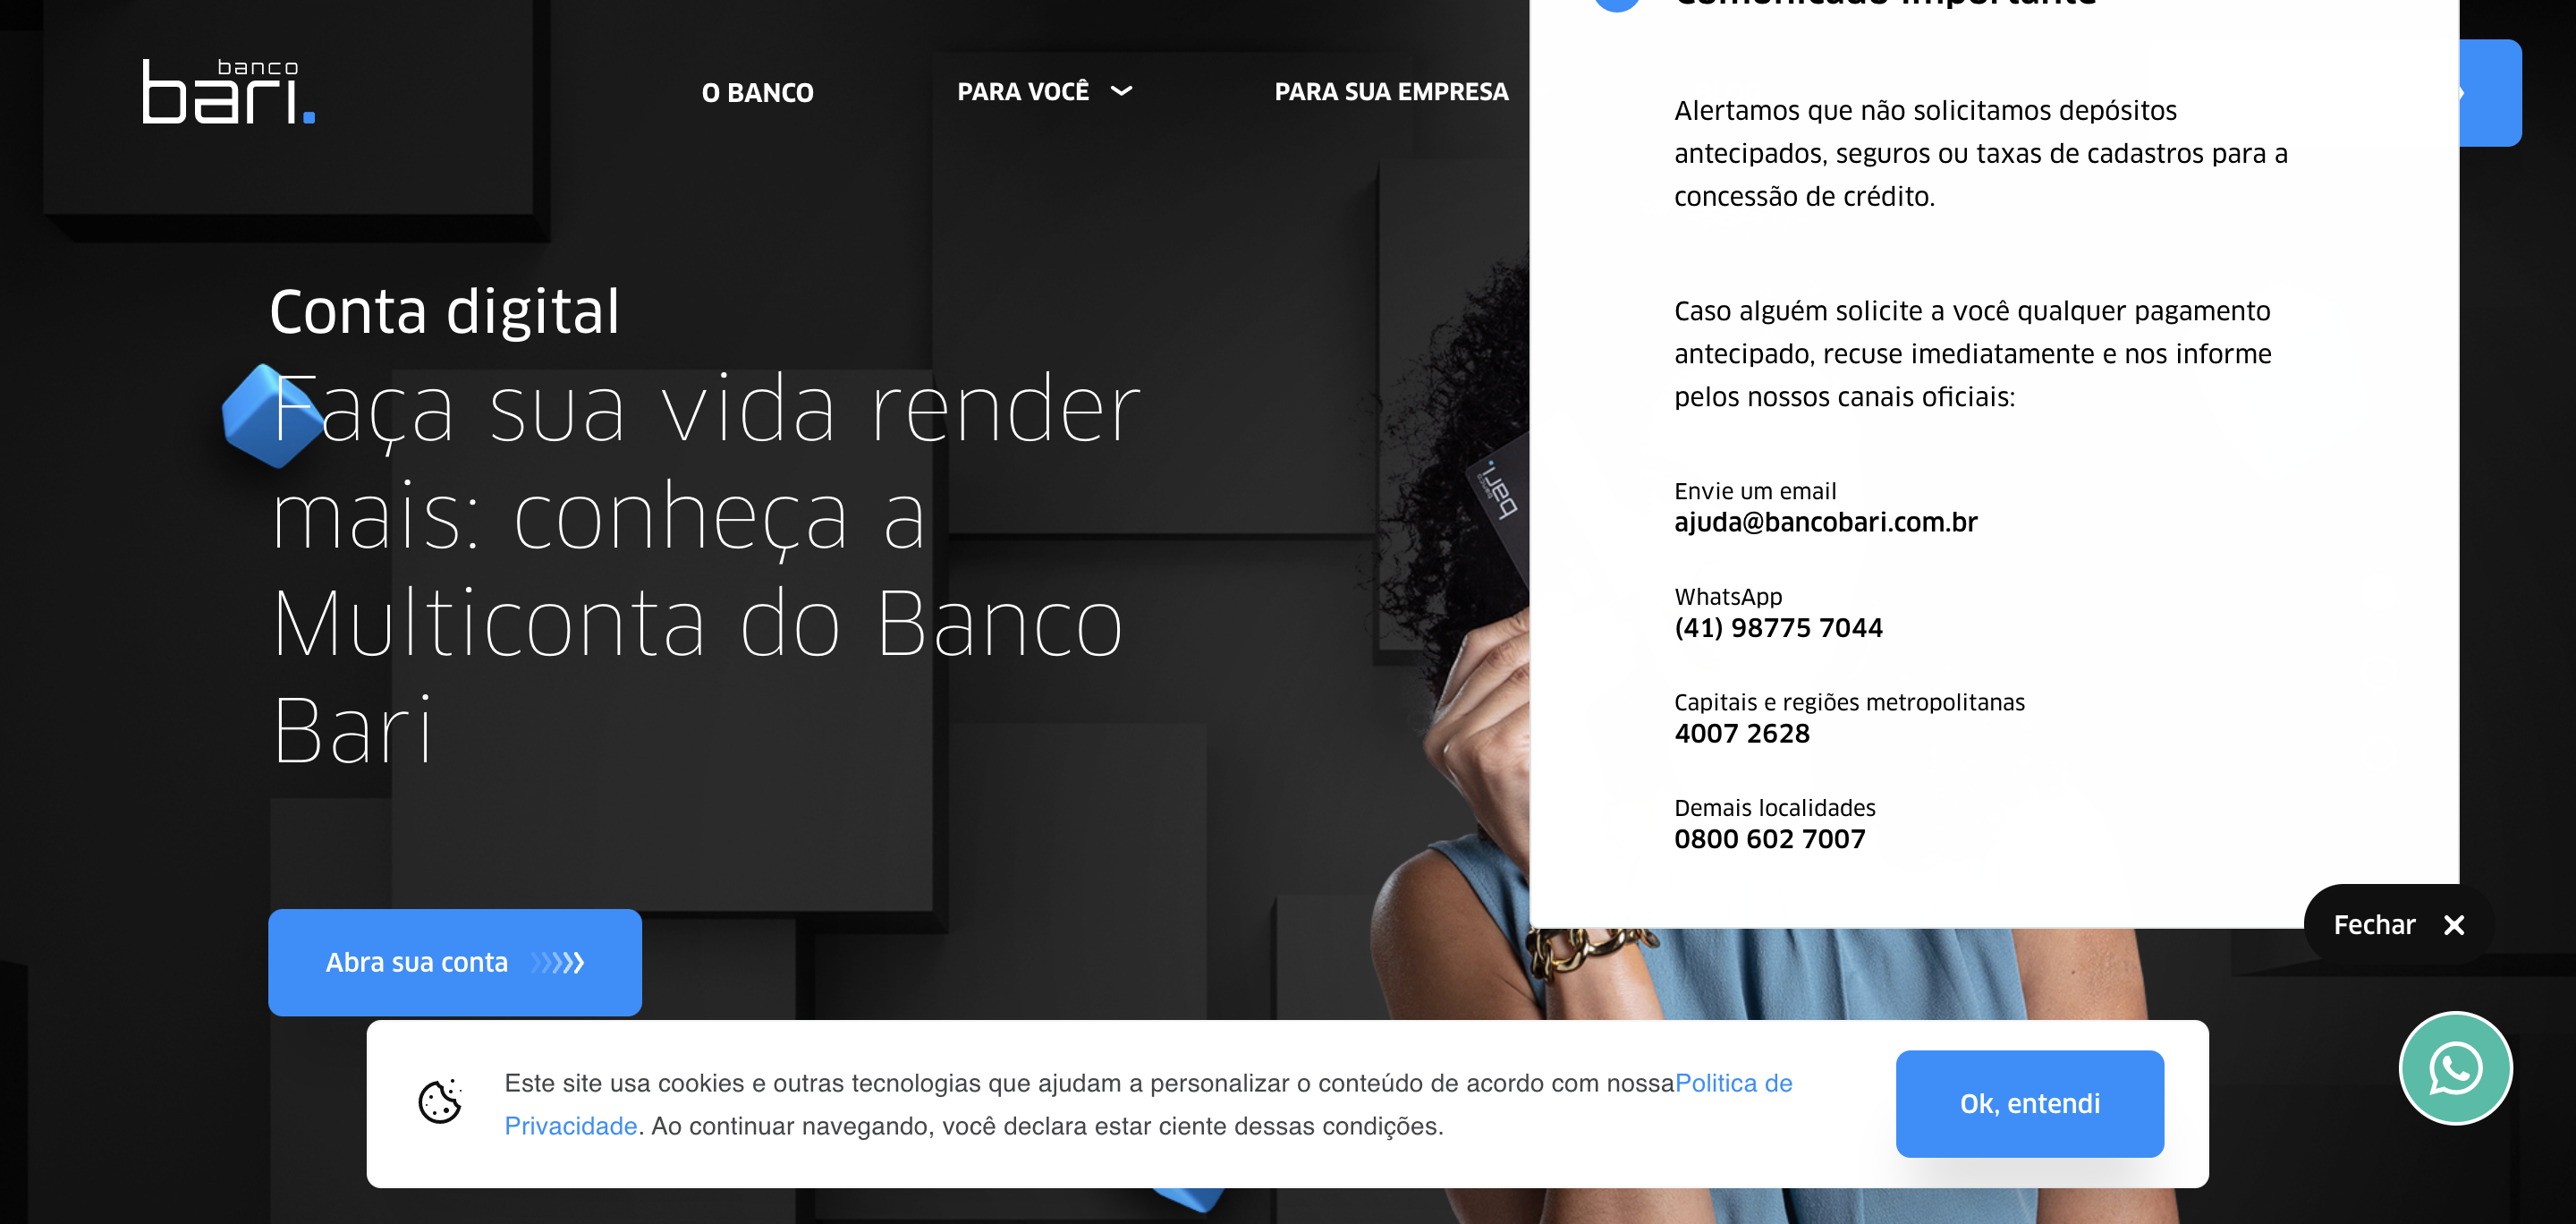 banco
bari.
O BANCO
PARA VOCÊ
PARA SUA EMPRESA
Conta digital
Faça sua vida render
mais: conheça a
Multiconta do Banco
Bari
Abra sua conta
bari.
Comunicado importante
Alertamos que não solicitamos depósitos
antecipados, seguros ou taxas de cadastros para a
concessão de crédito.
Caso alguém solicite a você qualquer pagamento
antecipado, recuse imediatamente e nos informe
pelos nossos canais oficiais:
Envie um email
ajuda@bancobari.com.br
WhatsApp
(41) 98775 7044
Capitais e regiões metropolitanas
4007 2628
Demais localidades
0800 602 7007
Fechar
Este site usa cookies e outras tecnologias que ajudam a personalizar o conteúdo de acordo com nossaPolitica de
Privacidade. Ao continuar navegando, você declara estar ciente dessas condições.
Ok, entendi